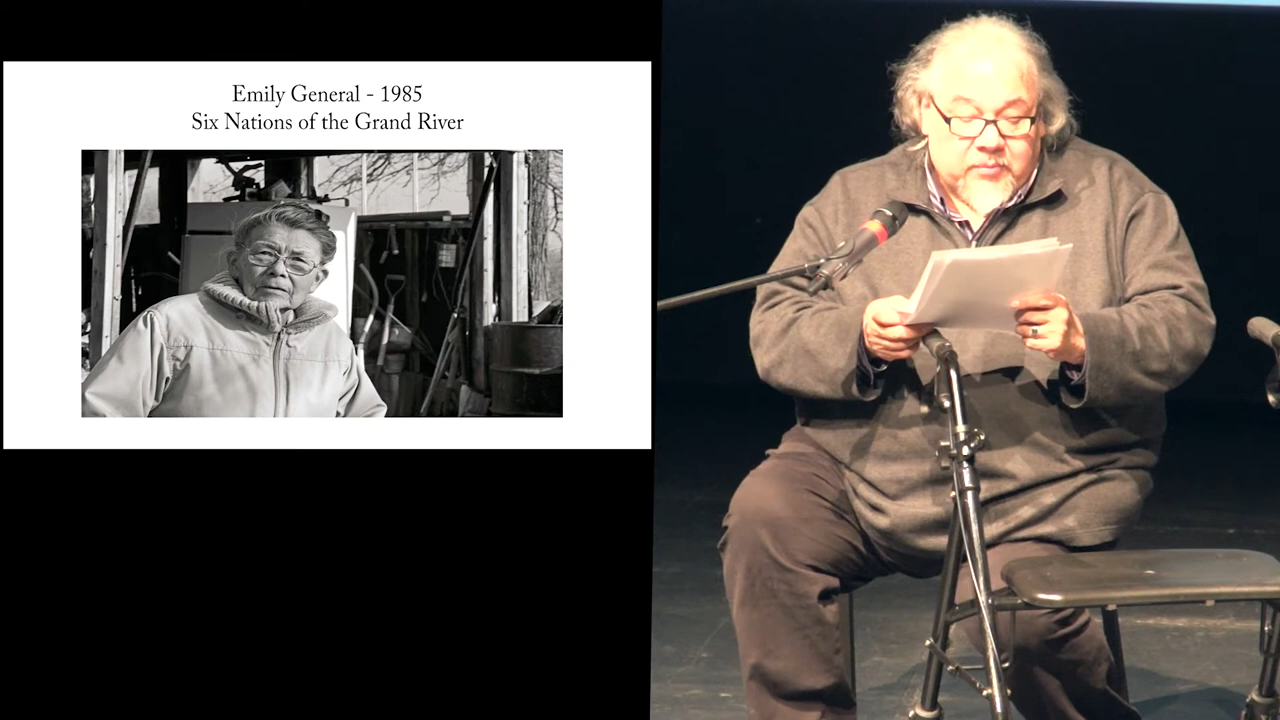 Emily General - 1985
Six Nations of the Grand River